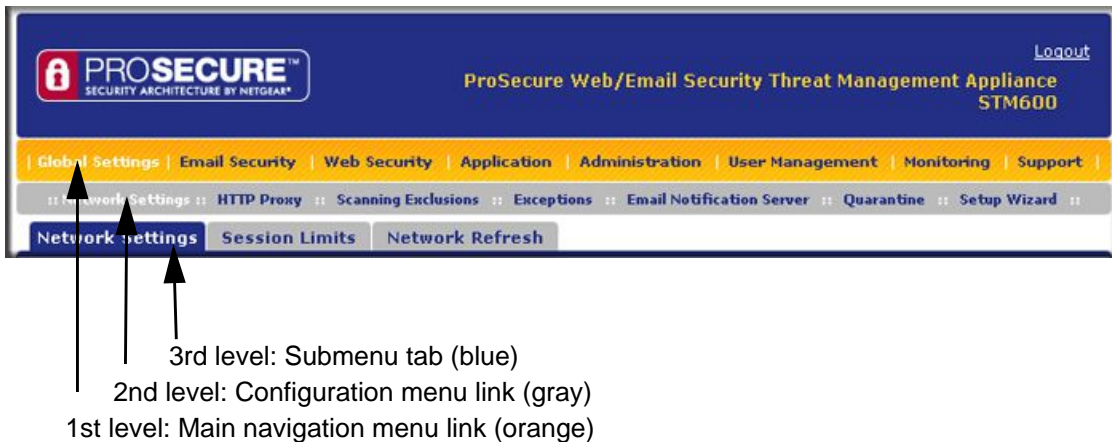 Logout
PROSECURE™
SECURITY ARCHITECTURE BY NETGEAR®
ProSecure Web/Email Security Threat Management Appliance
STM600
| Global Settings | Email Security | Web Security | Application | Administration | User Management | Monitoring | Support |
:: Network Settings :: HTTP Proxy :: Scanning Exclusions :: Exceptions :: Email Notification Server :: Quarantine :: Setup Wizard ::
Network Settings Session Limits Network Refresh
3rd level: Submenu tab (blue)
2nd level: Configuration menu link (gray)
1st level: Main navigation menu link (orange)